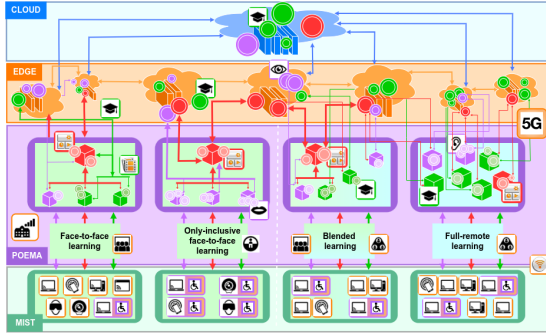 CLOUD
EDGE
5G
Face-to-face
learning
Only-inclusive
face-to-face
learning
Blended
learning
Full-remote
learning
POEMA
MIST